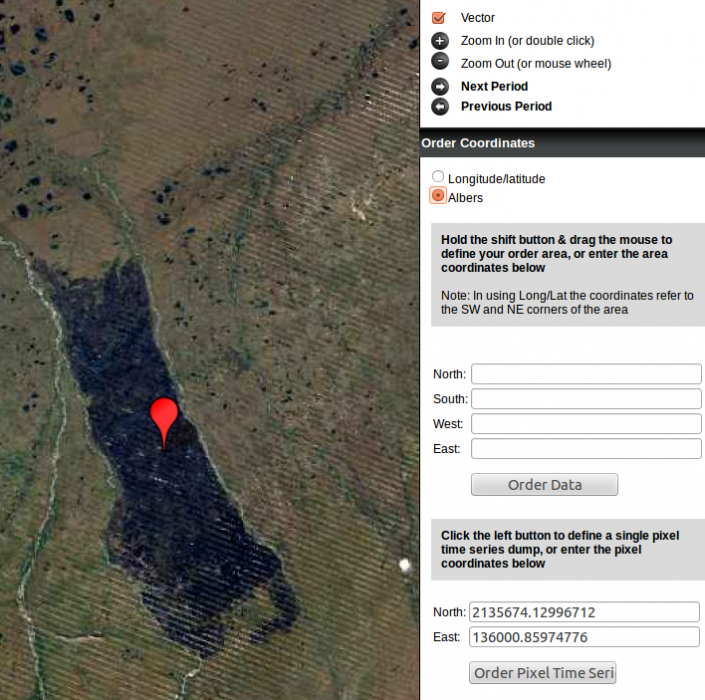 Vector
Zoom In (or double click)
Zoom Out (or mouse wheel)
Next Period
Previous Period
Order Coordinates
Longitude/latitude
Albers
Hold the shift button & drag the mouse to
define your order area, or enter the area
coordinates below
Note: In using Long/Lat the coordinates refer to
the SW and NE corners of the area
North:
South:
West:
East:
Order Data
Click the left button to define a single pixel
time series dump, or enter the pixel
coordinates below
North: 2135674.12996712
East: 136000.85974776
Order Pixel Time Seri